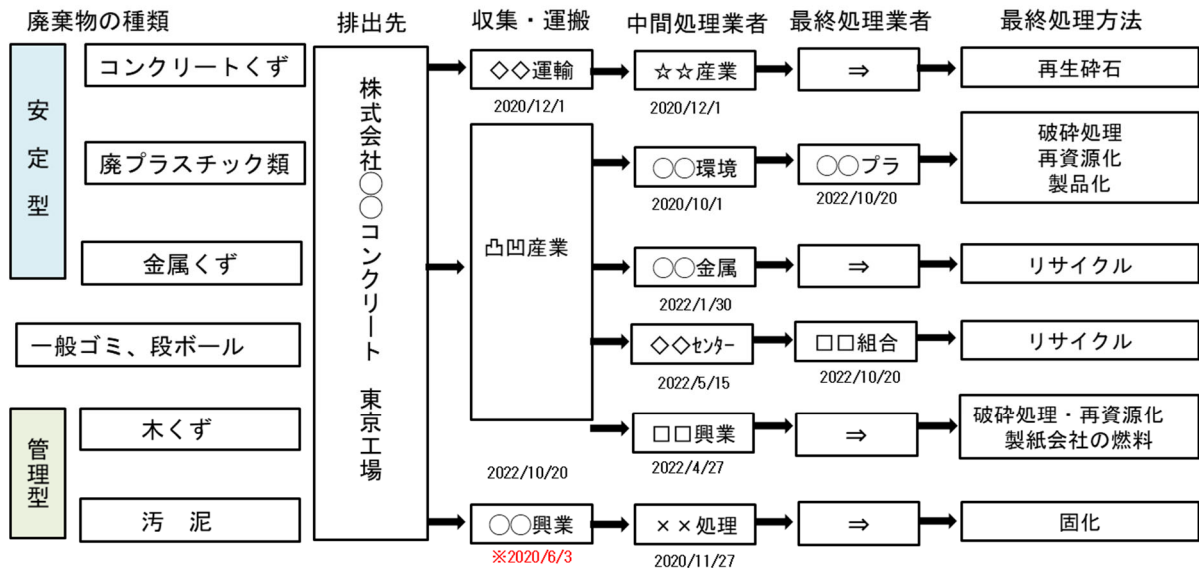 廃棄物の種類 排出先 収集・運搬 中間処理業者 最終処理業者 最終処理方法
安定型
コンクリートくず
廃プラスチック類
金属くず
一般ゴミ、段ボール
管理型
木くず
汚 泥
株式会社○○コンクリート 東京工場
◇◇運輸 ☆☆産業 ⇒ 再生砕石
2020/12/1 2020/12/1
凸凹産業
2022/10/20
○○環境 ○○プラ
2020/10/1 2022/10/20
破砕処理
再資源化
製品化
○○金属 ⇒ リサイクル
2022/1/30
◇◇センター □□組合 リサイクル
2022/5/15 2022/10/20
□□興業 ⇒
2022/4/27
破砕処理・再資源化
製紙会社の燃料
○○興業 ××処理 ⇒ 固化
※2020/6/3 2020/11/27